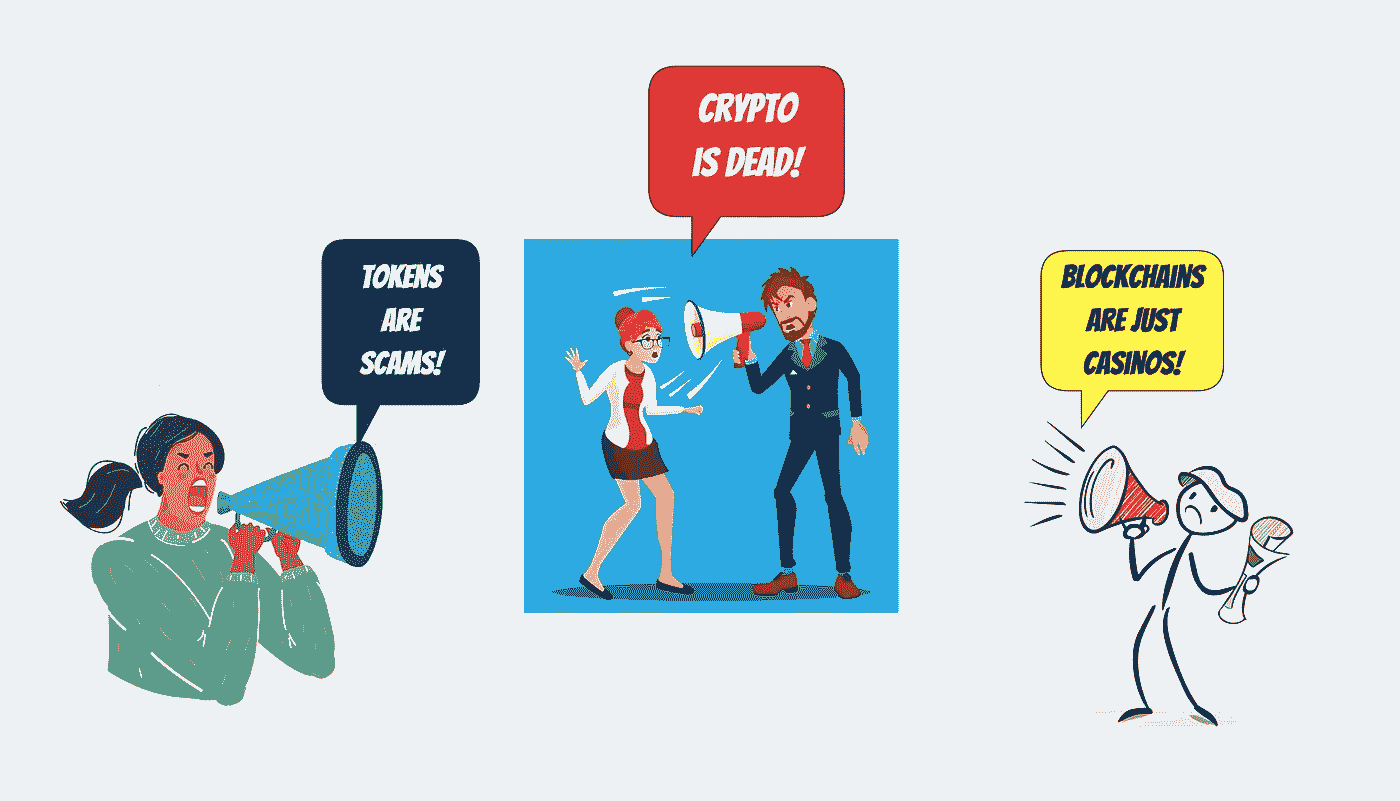 TOKENS
ARE
SCAMS!
CRYPTO
IS DEAD!
BLOCKCHAINS
ARE JUST
CASINOS!